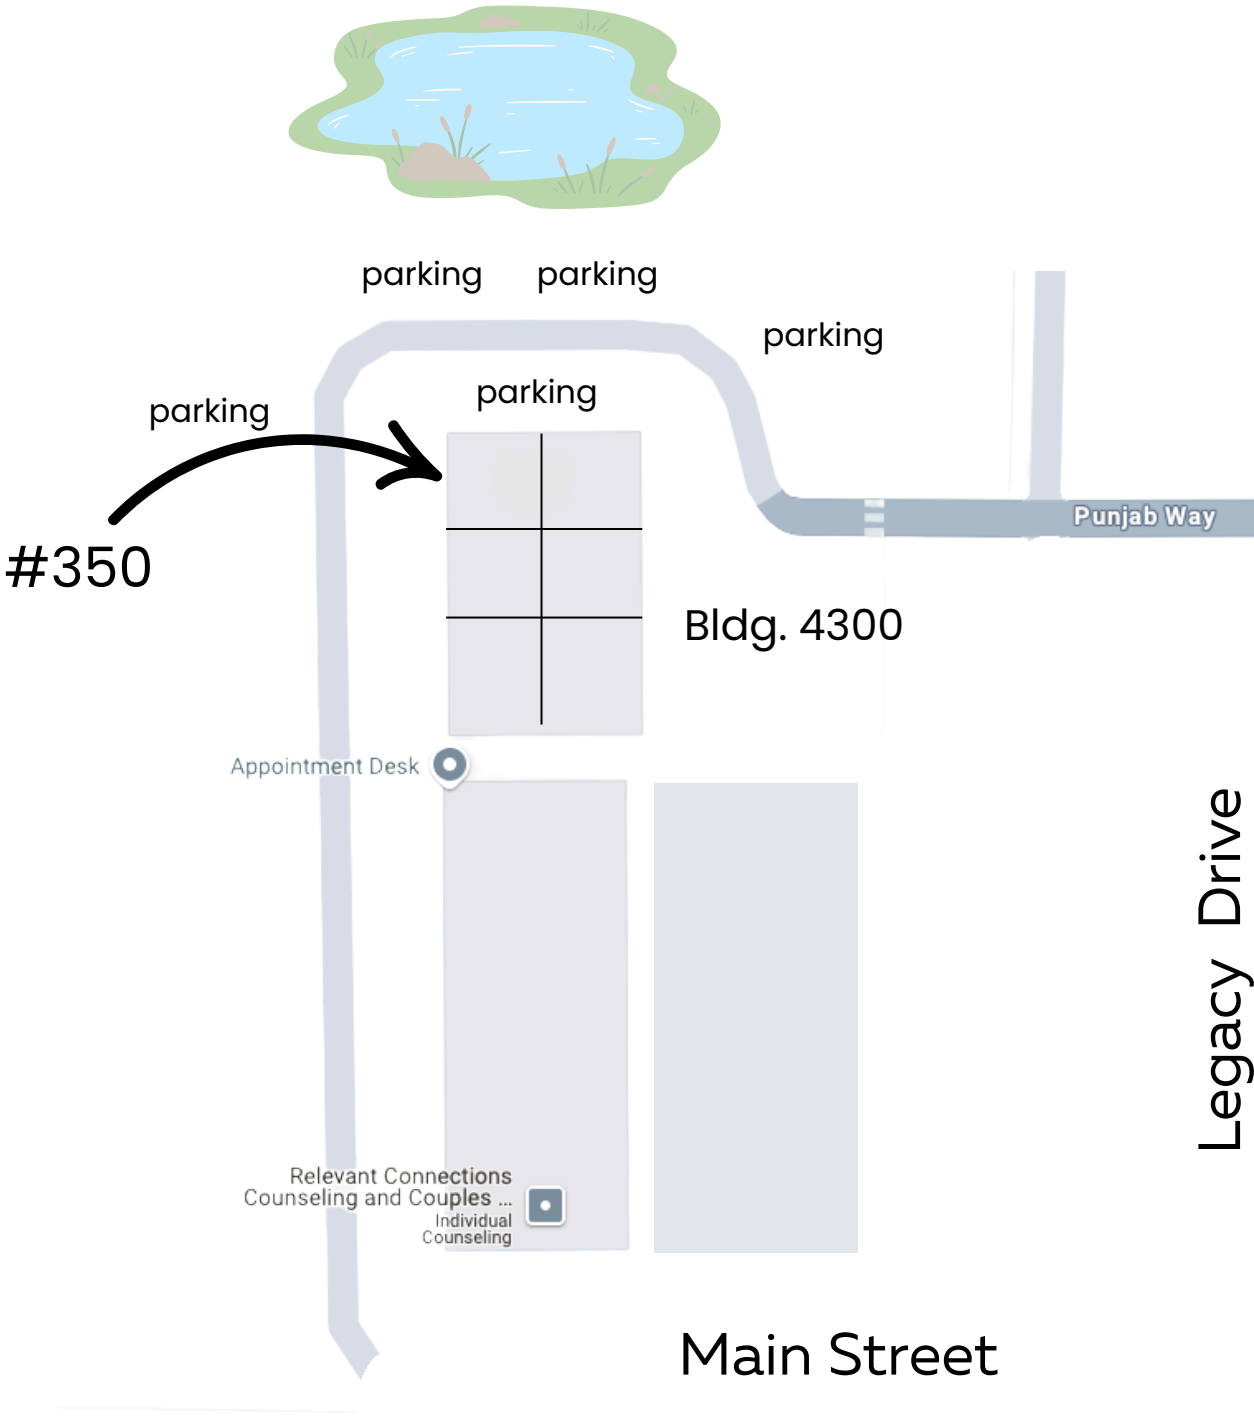 parking
parking
parking
parking
parking
#350
Punjab Way
Bldg. 4300
Appointment Desk
Legacy Drive
Relevant Connections
Counseling and Couples ...
Individual
Counseling
Main Street